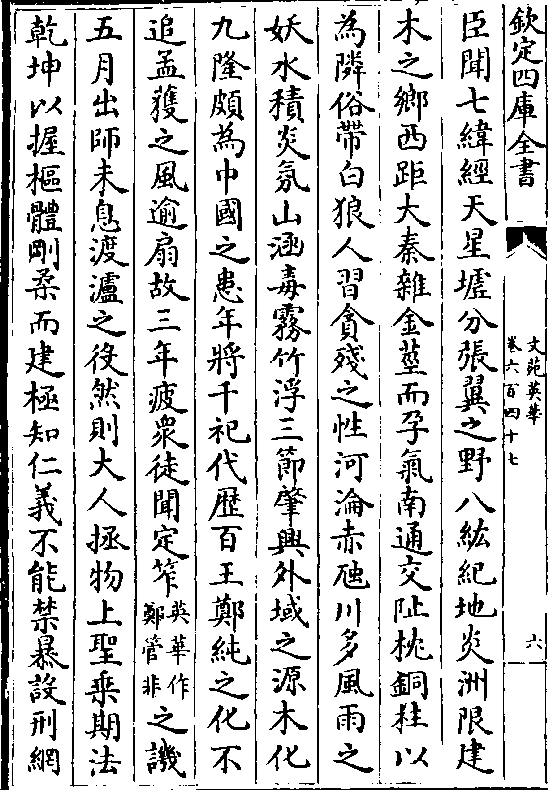 欽定四庫全書
文苑英華
卷六百四十七
六
臣聞七緯經天星墟分張翼之野八紘紀地炎洲限建
木之鄉西距大秦雜金莖而孕氣南通交阯枕銅柱以
為隣俗帶白狼人習貪殘之性河淪赤虺川多風雨之
妖水積炎氛山涵毒霧竹浮三節肇興外域之源木化
九隆頗為中國之患年將千祀代歴百王鄭純之化不
追孟獲之風逾扇故三年疲衆徒聞定笮英華作鄭管非之譏
五月出師未息渡瀘之役然則大人拯物上聖乗期法
乾坤以握樞體剛柔而建極知仁義不能禁暴設刑網